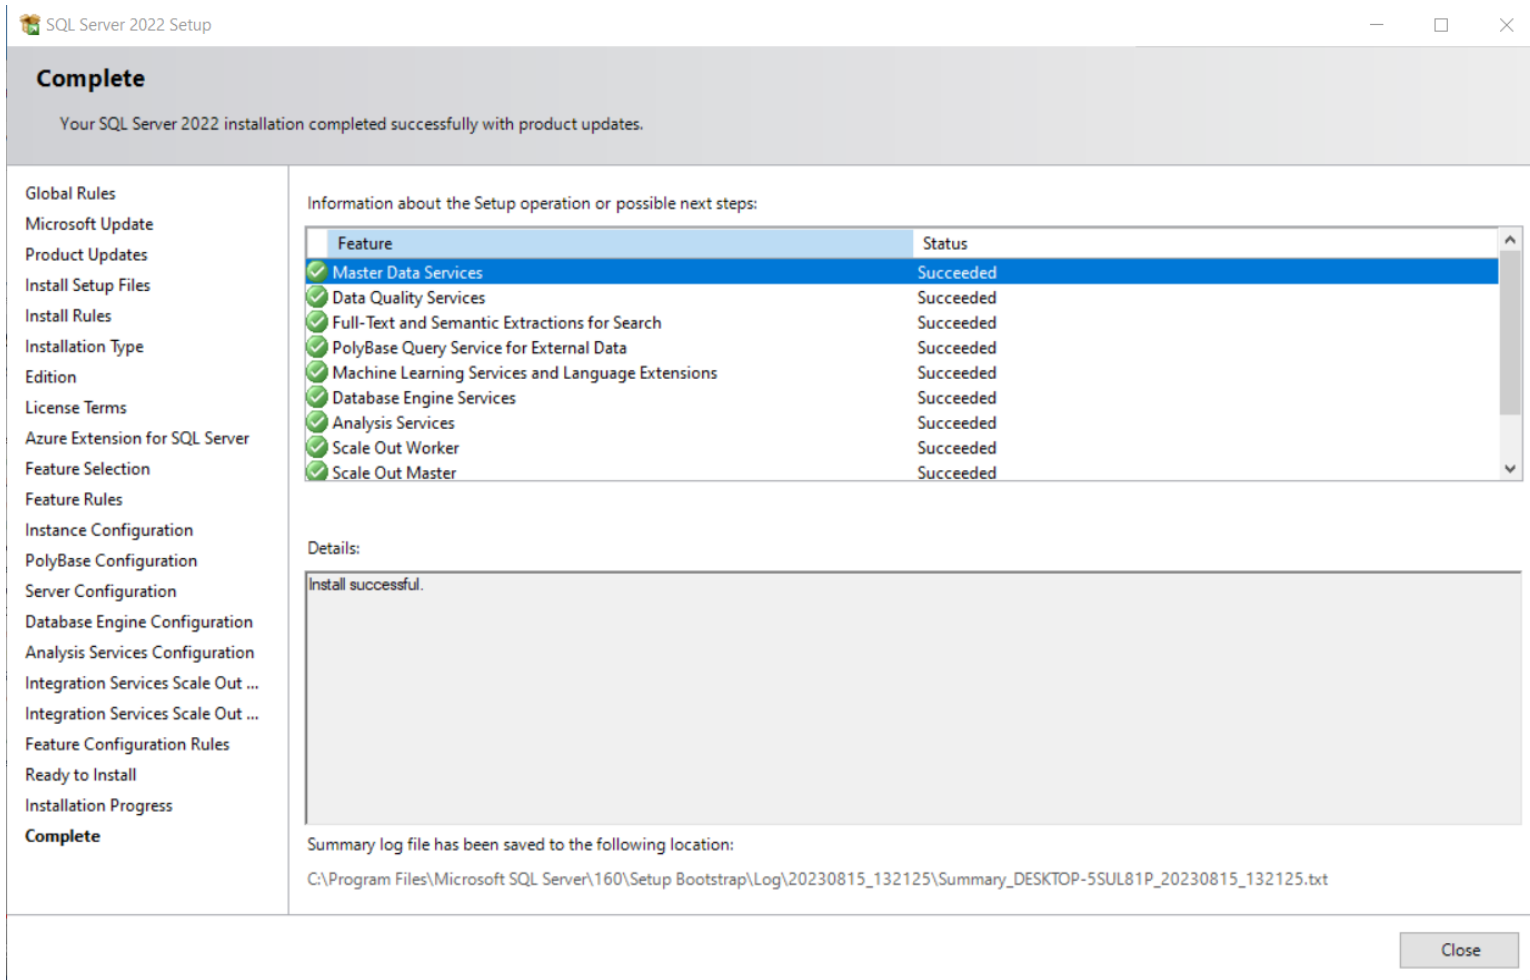 SQL Server 2022 Setup
Complete
Your SQL Server 2022 installation completed successfully with product updates.
Global Rules
Microsoft Update
Product Updates
Install Setup Files
Install Rules
Installation Type
Edition
License Terms
Azure Extension for SQL Server
Feature Selection
Feature Rules
Instance Configuration
PolyBase Configuration
Server Configuration
Database Engine Configuration
Analysis Services Configuration
Integration Services Scale Out ...
Integration Services Scale Out ...
Feature Configuration Rules
Ready to Install
Installation Progress
Complete
Information about the Setup operation or possible next steps:
Feature Status
Master Data Services Succeeded
Data Quality Services Succeeded
Full-Text and Semantic Extractions for Search Succeeded
PolyBase Query Service for External Data Succeeded
Machine Learning Services and Language Extensions Succeeded
Database Engine Services Succeeded
Analysis Services Succeeded
Scale Out Worker Succeeded
Scale Out Master Succeeded
Details:
Install successful.
Summary log file has been saved to the following location:
C:\Program Files\Microsoft SQL Server\160\Setup Bootstrap\Log\20230815_132125\Summary_DESKTOP-5SUL81P_20230815_132125.txt
Close